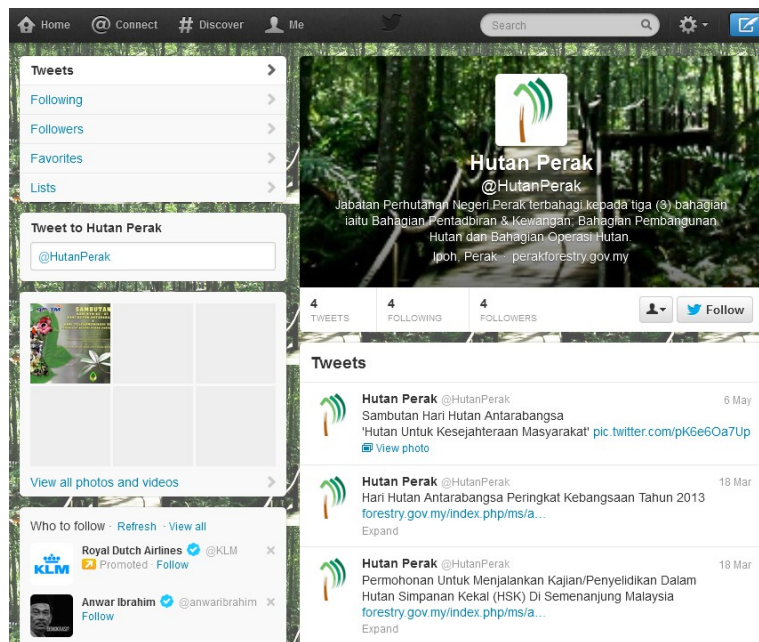 Home
Connect
Discover
Me
Search
Tweets
Following
Followers
Favorites
Lists
Tweet to Hutan Perak
@HutanPerak
SAMBUTAN
View all photos and videos
Who to follow · Refresh · View all
KLM
Royal Dutch Airlines @KLM
Promoted · Follow
Anwar Ibrahim @anwaribrahim
Follow
Hutan Perak
@HutanPerak
Jabatan Perhutanan Negeri Perak terbahagi kepada tiga (3) bahagian
iaitu Bahagian Pentadbiran & Kewangan; Bahagian Pembangunan
Hutan dan Bahagian Operasi Hutan.
Ipoh, Perak · perakforestry.gov.my
4 TWEETS
4 FOLLOWING
4 FOLLOWERS
Follow
Tweets
Hutan Perak @HutanPerak 6 May
Sambutan Hari Hutan Antarabangsa
'Hutan Untuk Kesejahteraan Masyarakat' pic.twitter.com/pK6e6Oa7Up
View photo
Hutan Perak @HutanPerak 18 Mar
Hari Hutan Antarabangsa Peringkat Kebangsaan Tahun 2013
forestry.gov.my/index.php/ms/a...
Expand
Hutan Perak @HutanPerak 18 Mar
Permohonan Untuk Menjalankan Kajian/Penyelidikan Dalam
Hutan Simpanan Kekal (HSK) Di Semenanjung Malaysia
forestry.gov.my/index.php/ms/a...
Expand